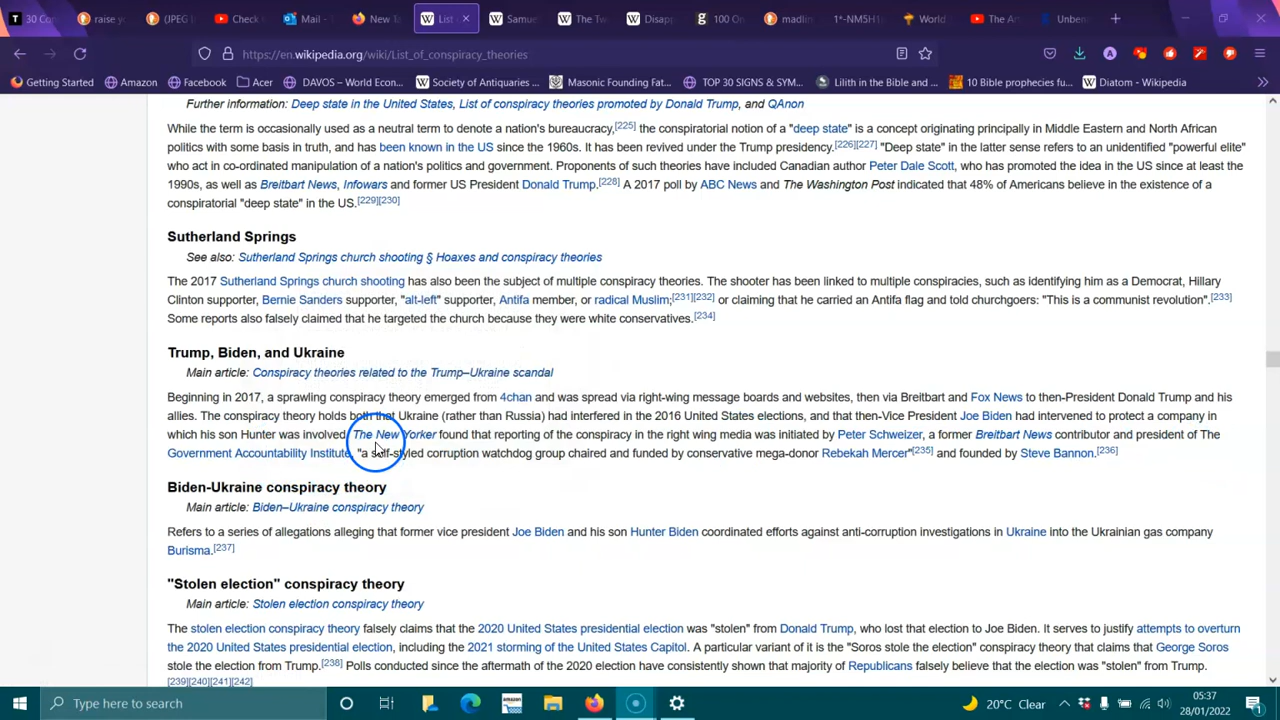 30 Co
raise y
(JPEG I
Check
Mail -
New T
List
Samue
The Tw
Disapp
100 On
madlin
1*-NM5H1
World
The Ar
Unbem
https://en.wikipedia.org/wiki/List_of_conspiracy_theories
Getting Started
Amazon
Facebook
Acer
DAVOS – World Econ...
Society of Antiquaries ...
Masonic Founding Fat...
TOP 30 SIGNS & SYM...
Lilith in the Bible and ...
10 Bible prophecies fu...
Diatom - Wikipedia
Further information: Deep state in the United States, List of conspiracy theories promoted by Donald Trump, and QAnon
While the term is occasionally used as a neutral term to denote a nation's bureaucracy,[225] the conspiratorial notion of a "deep state" is a concept originating principally in Middle Eastern and North African
politics with some basis in truth, and has been known in the US since the 1960s. It has been revived under the Trump presidency.[226][227] "Deep state" in the latter sense refers to an unidentified "powerful elite"
who act in co-ordinated manipulation of a nation's politics and government. Proponents of such theories have included Canadian author Peter Dale Scott, who has promoted the idea in the US since at least the
1990s, as well as Breitbart News, Infowars and former US President Donald Trump.[228] A 2017 poll by ABC News and The Washington Post indicated that 48% of Americans believe in the existence of a
conspiratorial "deep state" in the US.[229][230]
Sutherland Springs
See also: Sutherland Springs church shooting § Hoaxes and conspiracy theories
The 2017 Sutherland Springs church shooting has also been the subject of multiple conspiracy theories. The shooter has been linked to multiple conspiracies, such as identifying him as a Democrat, Hillary
Clinton supporter, Bernie Sanders supporter, "alt-left" supporter, Antifa member, or radical Muslim;[231][232] or claiming that he carried an Antifa flag and told churchgoers: "This is a communist revolution".[233]
Some reports also falsely claimed that he targeted the church because they were white conservatives.[234]
Trump, Biden, and Ukraine
Main article: Conspiracy theories related to the Trump–Ukraine scandal
Beginning in 2017, a sprawling conspiracy theory emerged from 4chan and was spread via right-wing message boards and websites, then via Breitbart and Fox News to then-President Donald Trump and his
allies. The conspiracy theory holds both that Ukraine (rather than Russia) had interfered in the 2016 United States elections, and that then-Vice President Joe Biden had intervened to protect a company in
which his son Hunter was involved. The New Yorker found that reporting of the conspiracy in the right wing media was initiated by Peter Schweizer, a former Breitbart News contributor and president of The
Government Accountability Institute, "a self-styled corruption watchdog group chaired and funded by conservative mega-donor Rebekah Mercer"[235] and founded by Steve Bannon.[236]
Biden-Ukraine conspiracy theory
Main article: Biden–Ukraine conspiracy theory
Refers to a series of allegations alleging that former vice president Joe Biden and his son Hunter Biden coordinated efforts against anti-corruption investigations in Ukraine into the Ukrainian gas company
Burisma.[237]
"Stolen election" conspiracy theory
Main article: Stolen election conspiracy theory
The stolen election conspiracy theory falsely claims that the 2020 United States presidential election was "stolen" from Donald Trump, who lost that election to Joe Biden. It serves to justify attempts to overturn
the 2020 United States presidential election, including the 2021 storming of the United States Capitol. A particular variant of it is the "Soros stole the election" conspiracy theory that claims that George Soros
stole the election from Trump.[238] Polls conducted since the aftermath of the 2020 election have consistently shown that majority of Republicans falsely believe that the election was "stolen" from Trump.
[239][240][241][242]
Type here to search
20°C Clear
05:37
28/01/2022